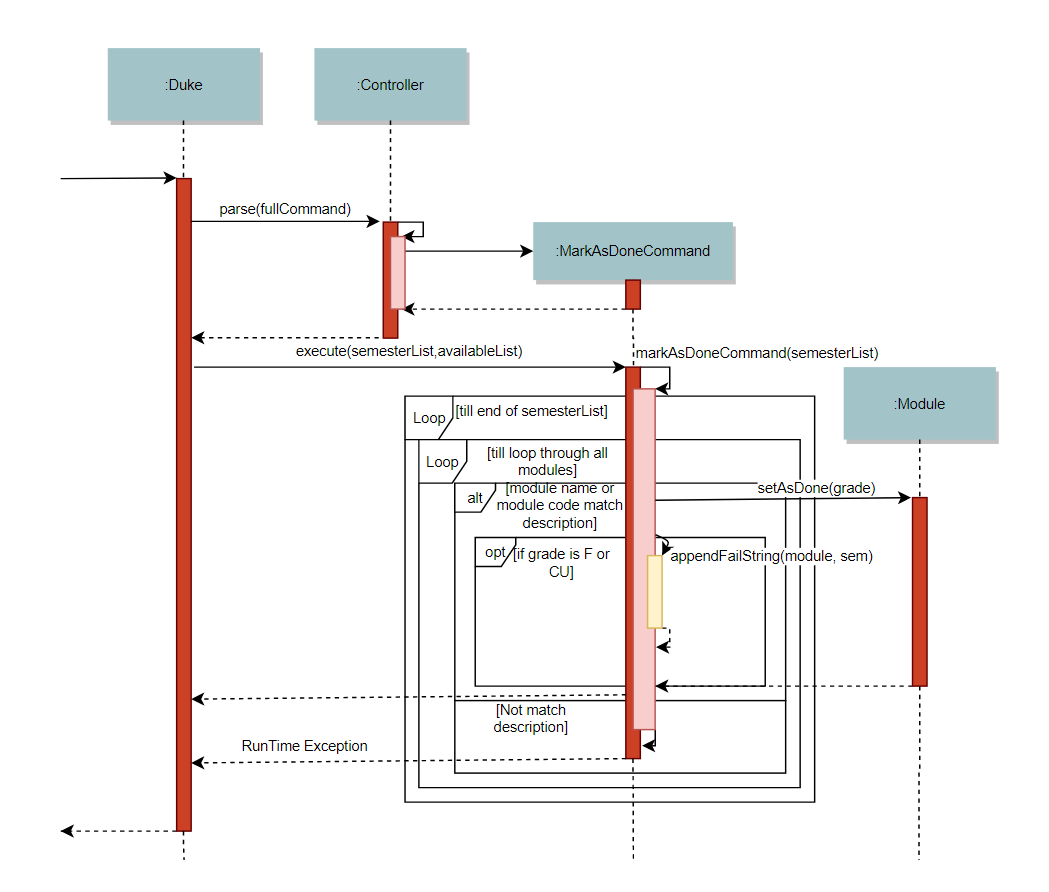 :Duke
:Controller
parse(fullCommand)
:MarkAsDoneCommand
execute(semesterList,availableList)
markAsDoneCommand(semesterList)
:Module
Loop
[till end of semesterList]
Loop
[till loop through all
modules]
alt
[module name or
module code match
description]
setAsDone(grade)
opt
[if grade is F or
CU]
appendFailString(module, sem)
[Not match
description]
RunTime Exception